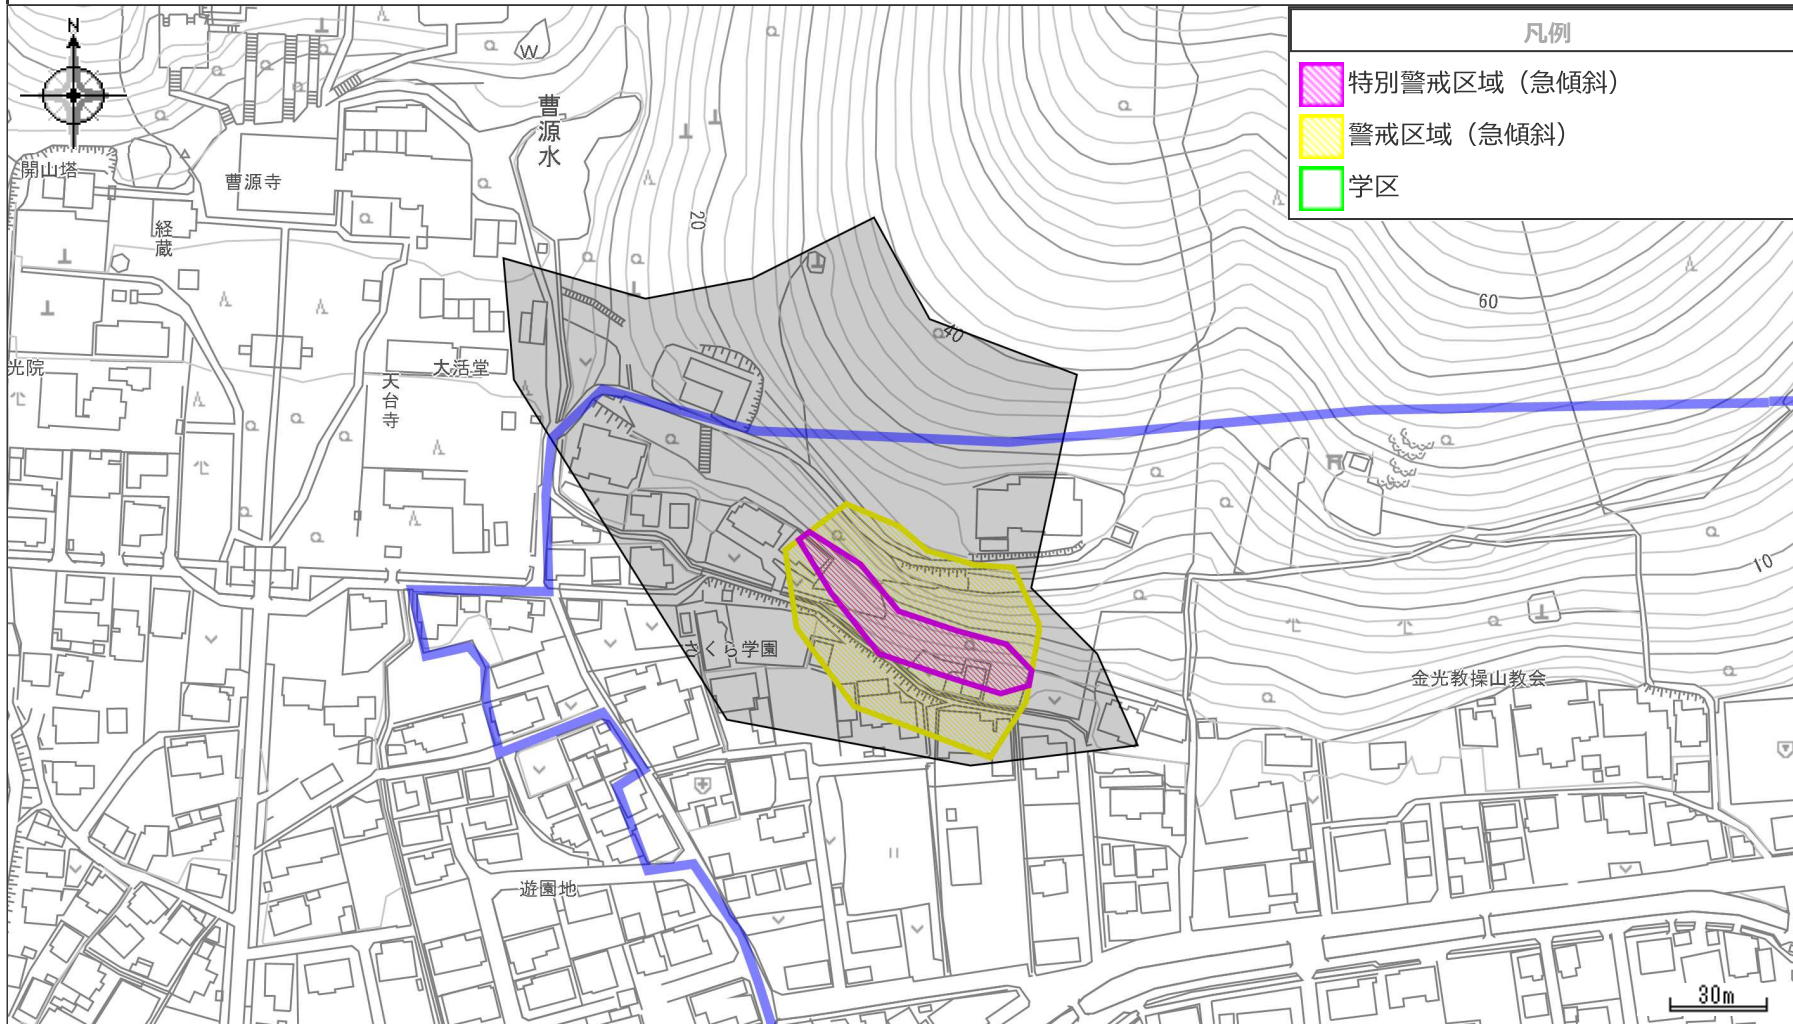 凡例
特別警戒区域（急傾斜）
警戒区域（急傾斜）
学区
N
W
曹源水
開山塔
曹源寺
経蔵
20
60
40
光院
大活堂
天台寺
10
さくら学園
金光教操山教会
遊園地
30m